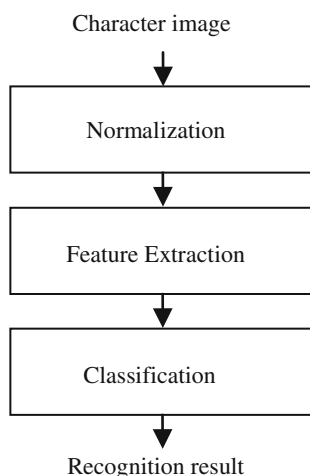 Character image
Normalization
Feature Extraction
Classification
Recognition result